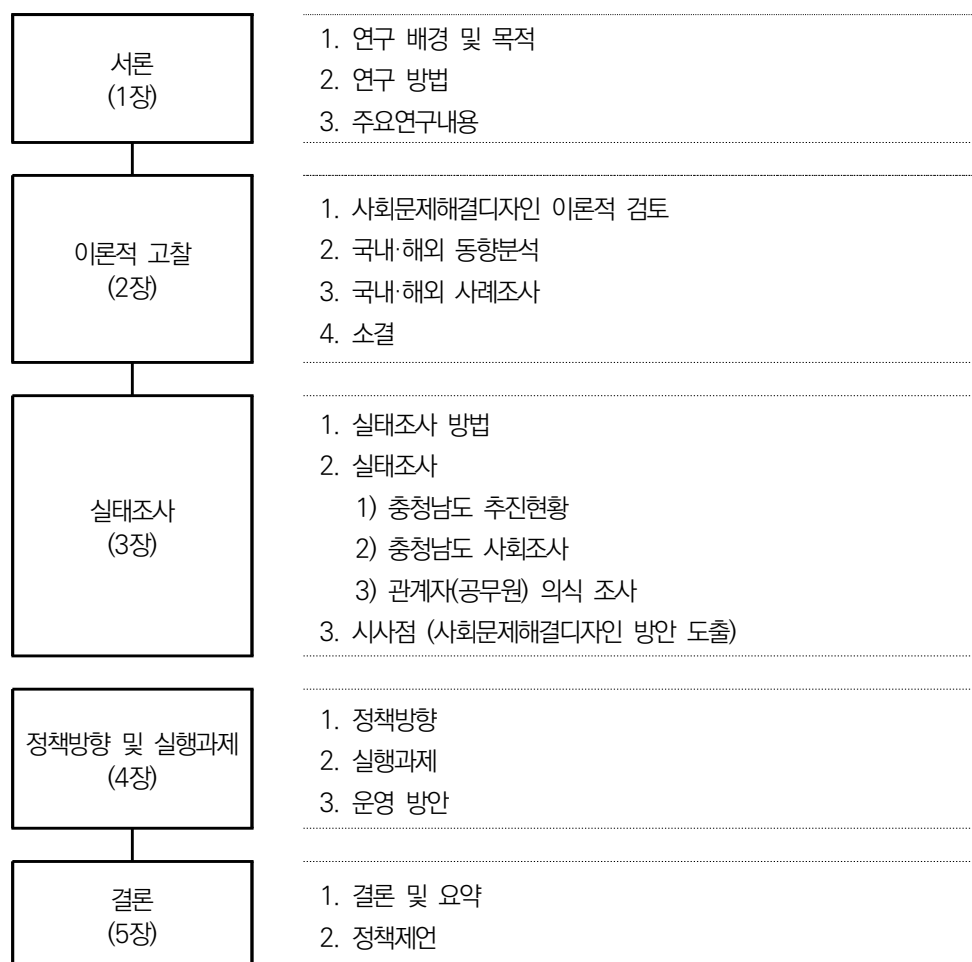 서론
(1장)
1. 연구 배경 및 목적
2. 연구 방법
3. 주요연구내용
이론적 고찰
(2장)
1. 사회문제해결디자인 이론적 검토
2. 국내·해외 동향분석
3. 국내·해외 사례조사
4. 소결
실태조사
(3장)
1. 실태조사 방법
2. 실태조사
1) 충청남도 추진현황
2) 충청남도 사회조사
3) 관계자(공무원) 의식 조사
3. 시사점 (사회문제해결디자인 방안 도출)
정책방향 및 실행과제
(4장)
1. 정책방향
2. 실행과제
3. 운영 방안
결론
(5장)
1. 결론 및 요약
2. 정책제언